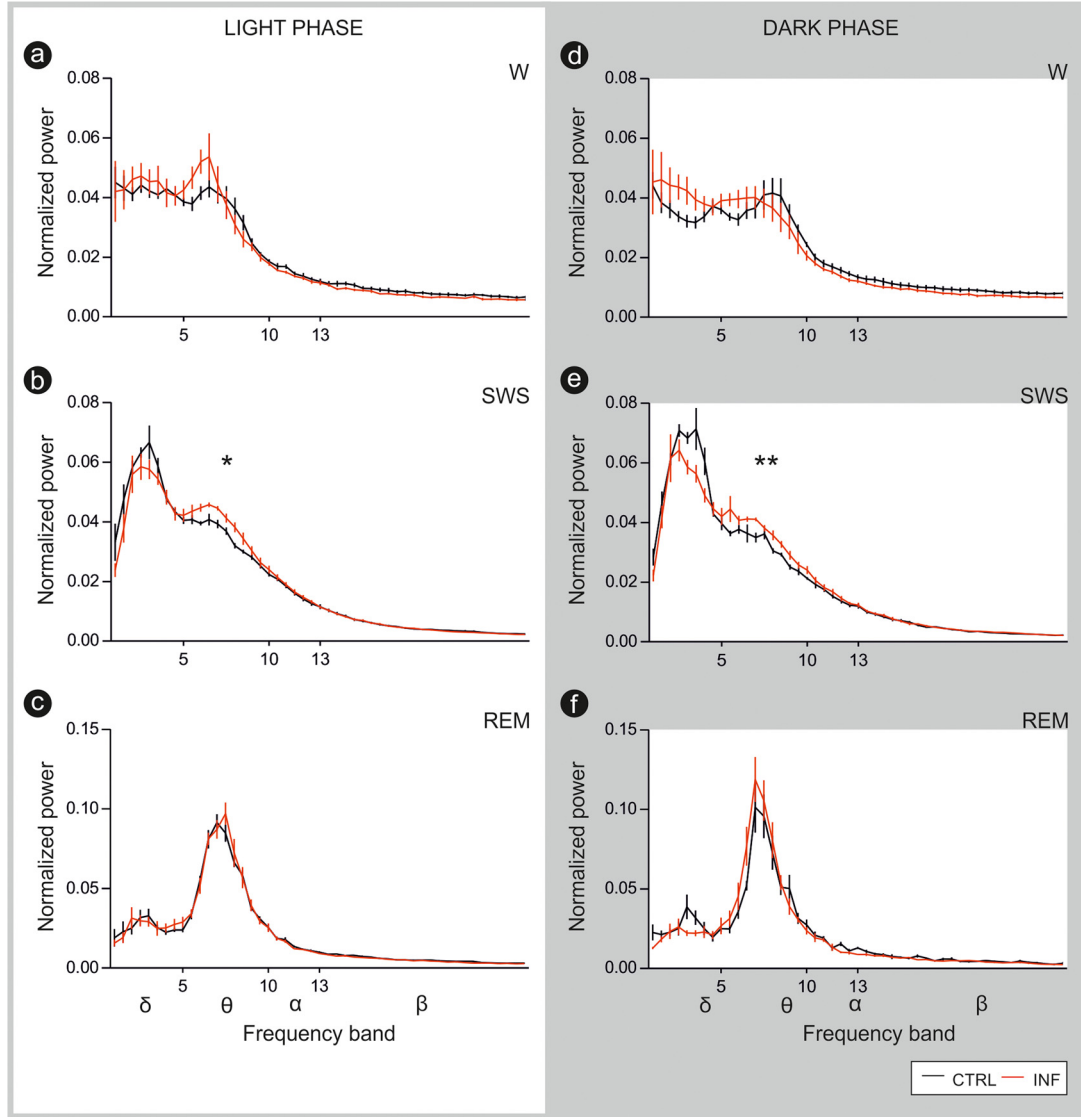 LIGHT PHASE
a
W
Normalized power
0.08
0.06
0.04
0.02
0.00
5
10
13
b
SWS
Normalized power
0.08
0.06
0.04
0.02
0.00
*
5
10
13
c
REM
Normalized power
0.15
0.10
0.05
0.00
5
10
13
δ
θ
α
β
Frequency band
DARK PHASE
d
W
Normalized power
0.08
0.06
0.04
0.02
0.00
5
10
13
e
SWS
Normalized power
0.08
0.06
0.04
0.02
0.00
**
5
10
13
f
REM
Normalized power
0.15
0.10
0.05
0.00
5
10
13
δ
θ
α
β
Frequency band
CTRL
INF